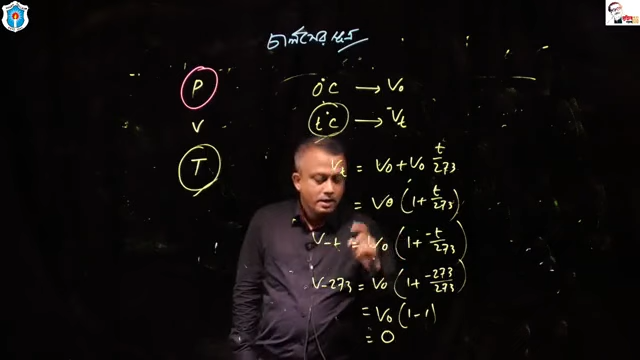 চার্লসের সূত্র
P
V
T
0°C → V₀
t°C → Vₜ
Vₜ = V₀ + V₀ t/273
= V₀ (1 + t/273)
V₋t = V₀ (1 + -t/273)
V₋273 = V₀ (1 + -273/273)
= V₀ (1 - 1)
= 0